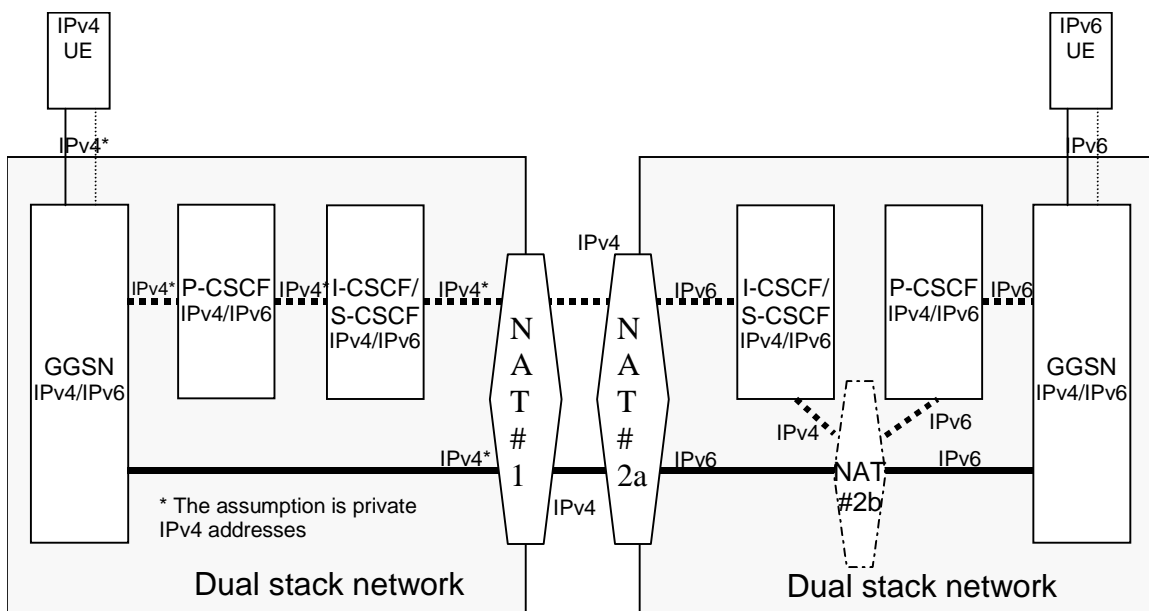 IPv4
UE
IPv6
UE
IPv4*
IPv6
IPv4
IPv4*
P-CSCF
IPv4/IPv6
IPv4*
I-CSCF/
S-CSCF
IPv4/IPv6
IPv4*
N
A
T
#
1
N
A
T
#
2a
IPv6
I-CSCF/
S-CSCF
IPv4/IPv6
P-CSCF
IPv4/IPv6
IPv6
GGSN
IPv4/IPv6
GGSN
IPv4/IPv6
IPv4
IPv6
IPv4*
IPv4
IPv6
NAT
#2b
IPv6
* The assumption is private
IPv4 addresses
Dual stack network
Dual stack network